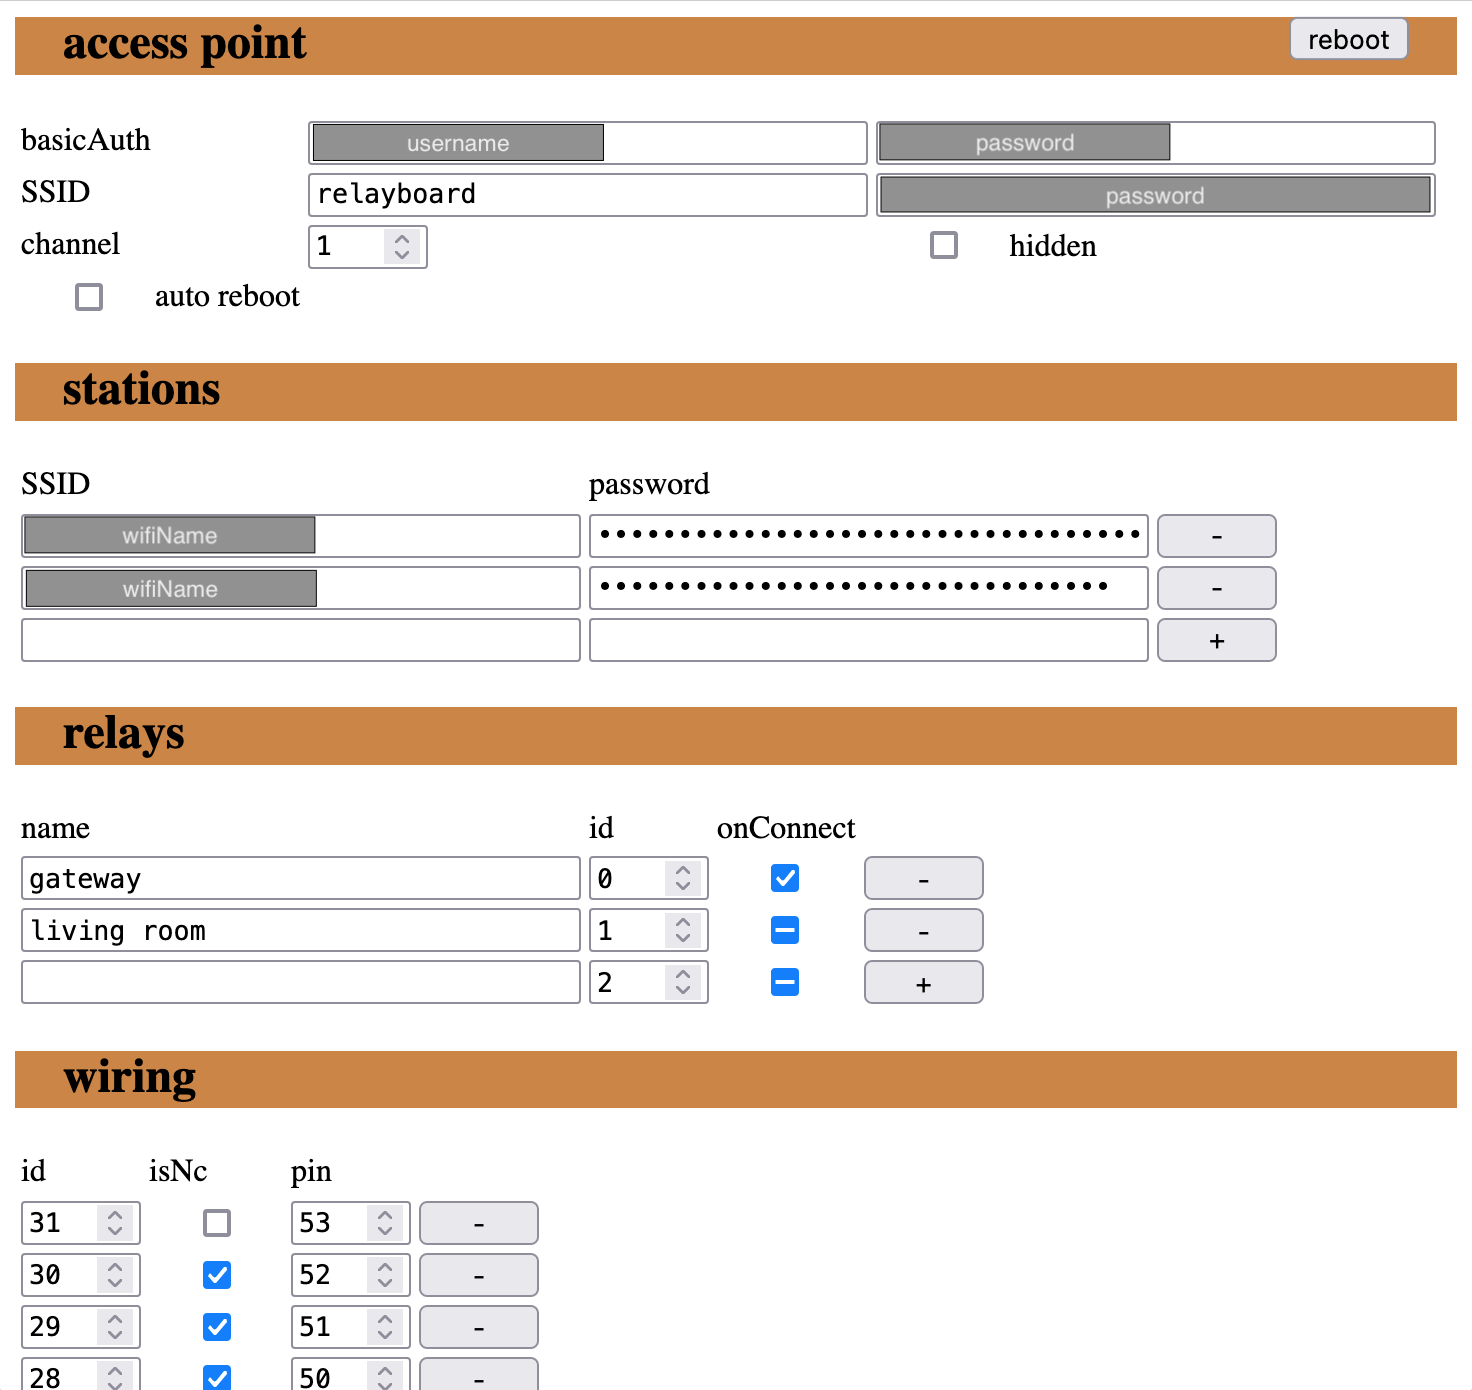 access point reboot
basicAuth username password
SSID relayboard password
channel 1 hidden
auto reboot
stations
SSID password
wifiName •••••••••••••••••••••••••••••••••• -
wifiName •••••••••••••••••••••••••••••••• -
+
relays
name id onConnect
gateway 0 -
living room 1 -
2 +
wiring
id isNc pin
31 53 -
30 52 -
29 51 -
28 50 -